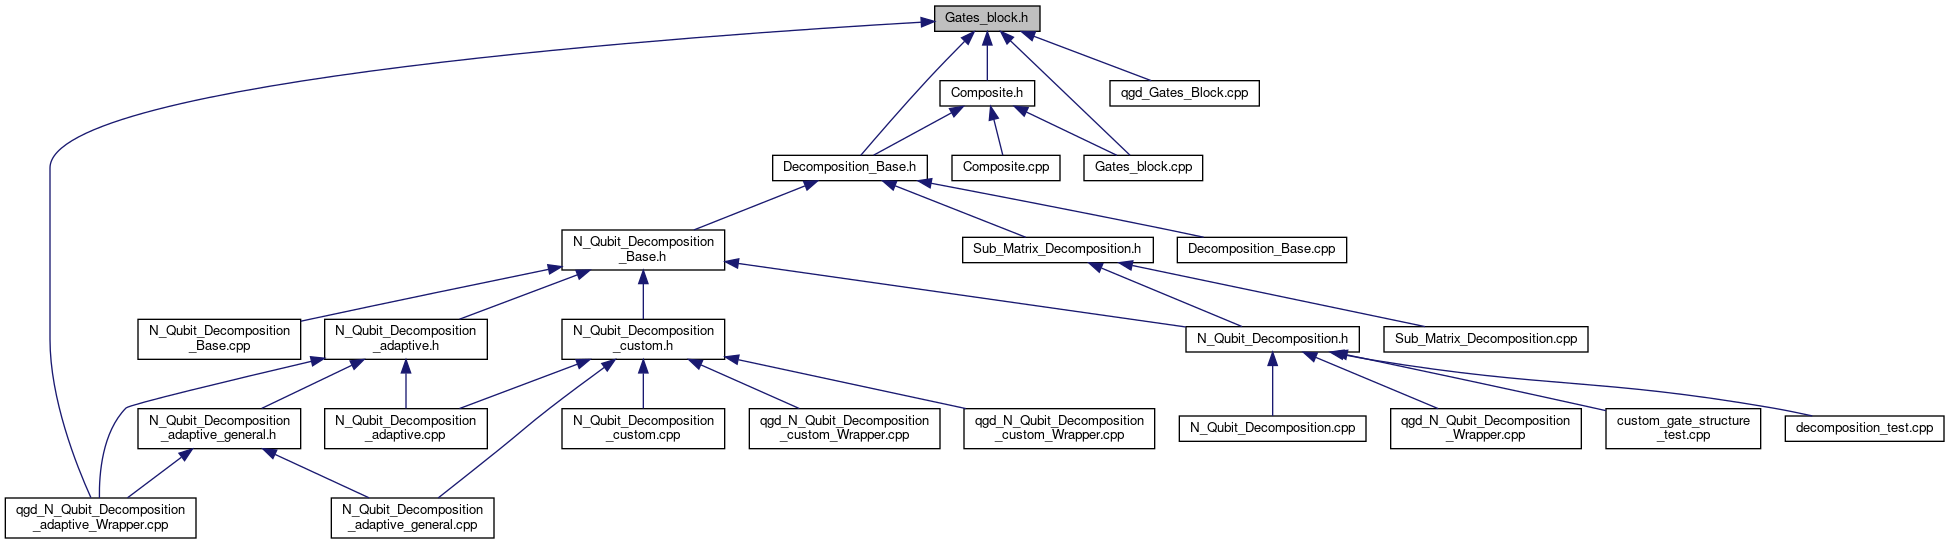 Gates_block.h
Composite.h
qgd_Gates_Block.cpp
Decomposition_Base.h
Composite.cpp
Gates_block.cpp
N_Qubit_Decomposition
_Base.h
Sub_Matrix_Decomposition.h
Decomposition_Base.cpp
N_Qubit_Decomposition
_Base.cpp
N_Qubit_Decomposition
_adaptive.h
N_Qubit_Decomposition
_custom.h
N_Qubit_Decomposition.h
Sub_Matrix_Decomposition.cpp
N_Qubit_Decomposition
_adaptive_general.h
N_Qubit_Decomposition
_adaptive.cpp
N_Qubit_Decomposition
_custom.cpp
qgd_N_Qubit_Decomposition
_custom_Wrapper.cpp
qgd_N_Qubit_Decomposition
_custom_Wrapper.cpp
N_Qubit_Decomposition.cpp
qgd_N_Qubit_Decomposition
_Wrapper.cpp
custom_gate_structure
_test.cpp
decomposition_test.cpp
qgd_N_Qubit_Decomposition
_adaptive_Wrapper.cpp
N_Qubit_Decomposition
_adaptive_general.cpp